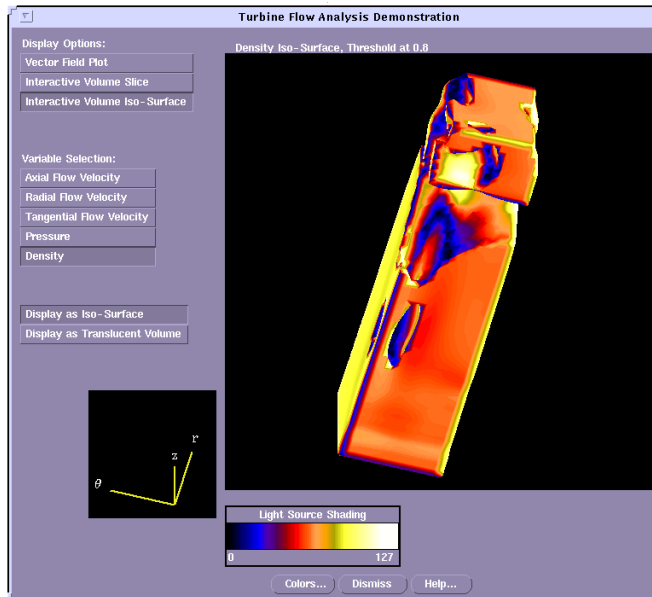 Turbine Flow Analysis Demonstration
Display Options:
Vector Field Plot
Interactive Volume Slice
Interactive Volume Iso-Surface
Variable Selection:
Axial Flow Velocity
Radial Flow Velocity
Tangential Flow Velocity
Pressure
Density
Display as Iso-Surface
Display as Translucent Volume
Density Iso-Surface, Threshold at 0.8
r
z
θ
Light Source Shading
0 127
Colors... Dismiss Help...